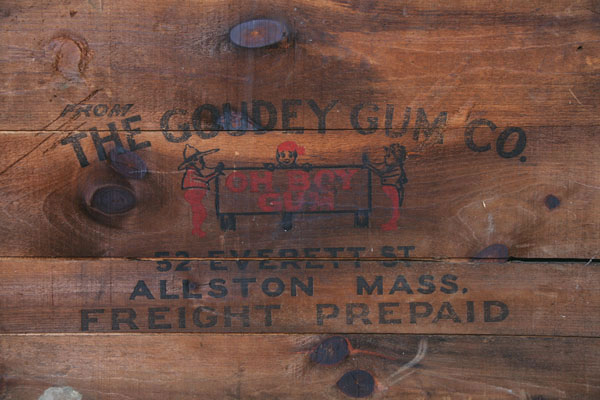 FROM
THE GOUDEY GUM CO.
OH BOY
GUM
52 EVERETT ST.
ALLSTON MASS.
FREIGHT PREPAID